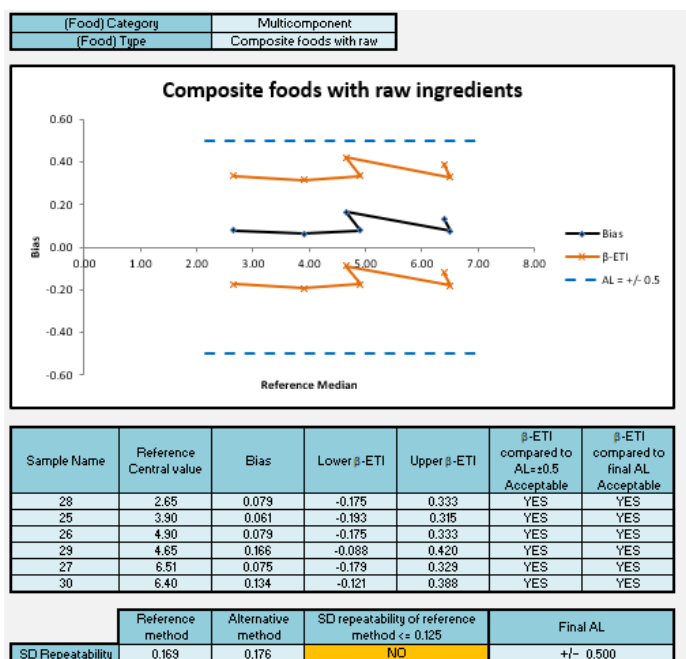 (Food) Category Multicomponent
(Food) Type Composite foods with raw
Composite foods with raw ingredients
0.60
0.40
0.20
0.00
-0.20
-0.40
-0.60
Bias
0.00 1.00 2.00 3.00 4.00 5.00 6.00 7.00 8.00
Reference Median
Bias
β-ETI
AL = +/- 0.5
Sample Name Reference Central value Bias Lower β-ETI Upper β-ETI β-ETI compared to AL=±0.5 Acceptable β-ETI compared to final AL Acceptable
28 2.65 0.079 -0.175 0.333 YES YES
25 3.90 0.061 -0.193 0.315 YES YES
26 4.90 0.079 -0.175 0.333 YES YES
29 4.65 0.166 -0.088 0.420 YES YES
27 6.51 0.075 -0.179 0.329 YES YES
30 6.40 0.134 -0.121 0.388 YES YES
Reference method Alternative method SD repeatability of reference method <= 0.125 Final AL
SD Repeatability 0.169 0.176 NO +/- 0.500